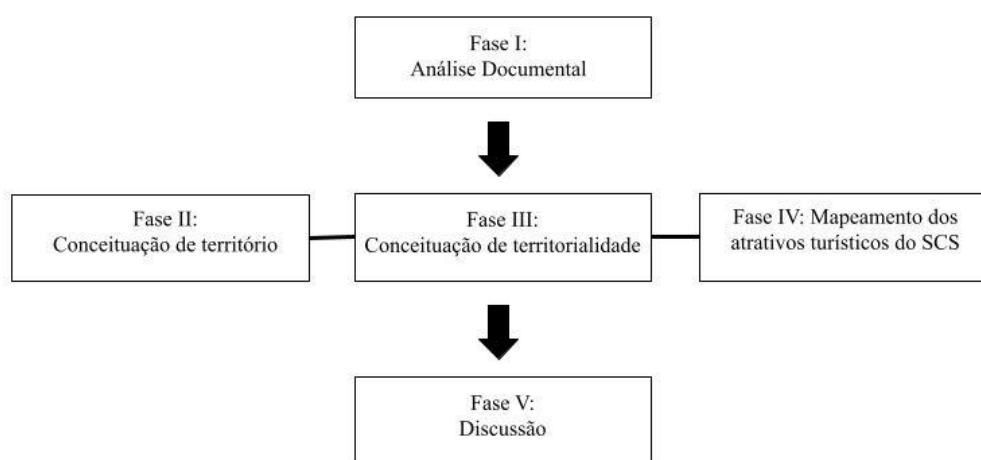 Fase I:
Análise Documental
Fase II:
Conceituação de território
Fase III:
Conceituação de territorialidade
Fase IV: Mapeamento dos
atrativos turísticos do SCS
Fase V:
Discussão